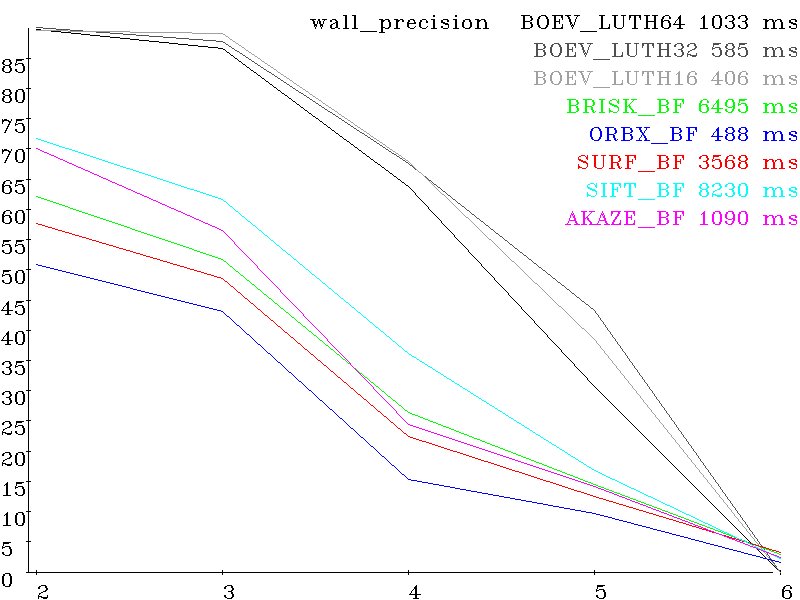 wall_precision BOEV_LUTH64 1033 ms
BOEV_LUTH32 585 ms
BOEV_LUTH16 406 ms
BRISK_BF 6495 ms
ORBX_BF 488 ms
SURF_BF 3568 ms
SIFT_BF 8230 ms
AKAZE_BF 1090 ms
85
80
75
70
65
60
55
50
45
40
35
30
25
20
15
10
5
0
2 3 4 5 6